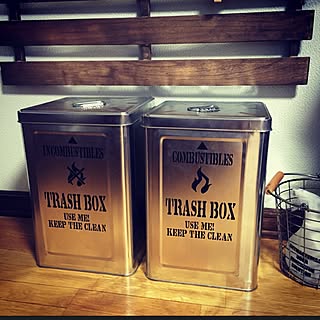 INCOMBUSTIBLES
TRASH BOX
USE ME!
KEEP THE CLEAN
COMBUSTIBLES
TRASH BOX
USE ME!
KEEP THE CLEAN